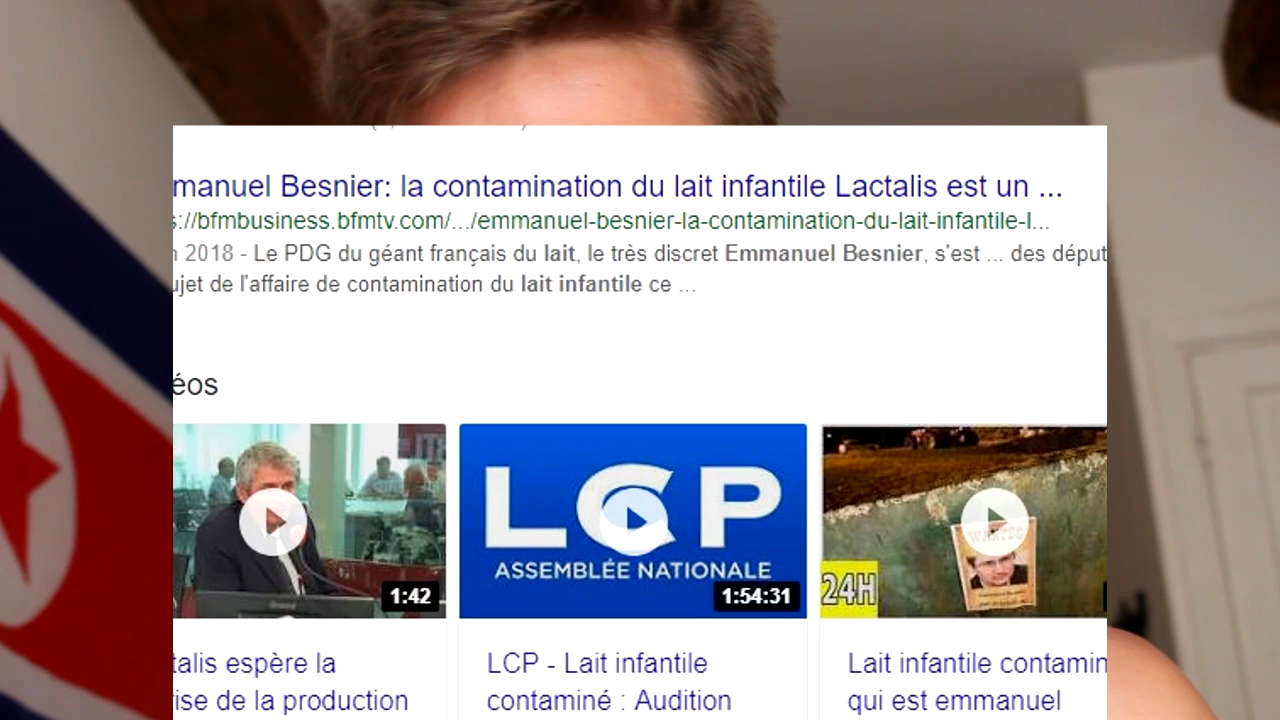 mmanuel Besnier: la contamination du lait infantile Lactalis est un ...
s://bfmbusiness.bfmtv.com/.../emmanuel-besnier-la-contamination-du-lait-infantile-l...
n 2018 - Le PDG du géant français du lait, le très discret Emmanuel Besnier, s'est ... des déput
ujet de l'affaire de contamination du lait infantile ce ...
éos
LCP
ASSEMBLÉE NATIONALE
WANTED
24H
1:42
1:54:31
talis espère la
rise de la production
LCP - Lait infantile
contaminé : Audition
Lait infantile contamin
qui est emmanuel